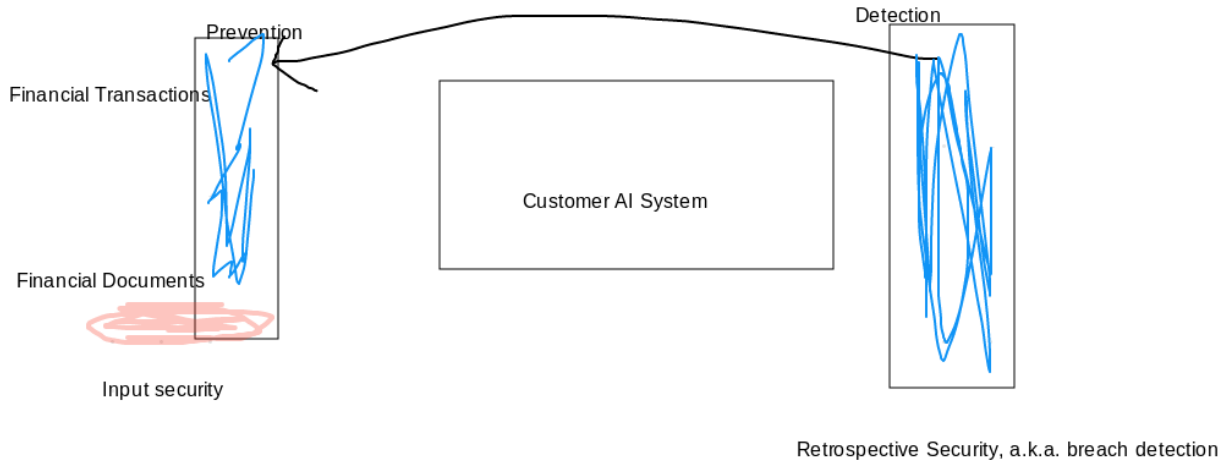 Prevention
Detection
Financial Transactions
Customer AI System
Financial Documents
Input security
Retrospective Security, a.k.a. breach detection